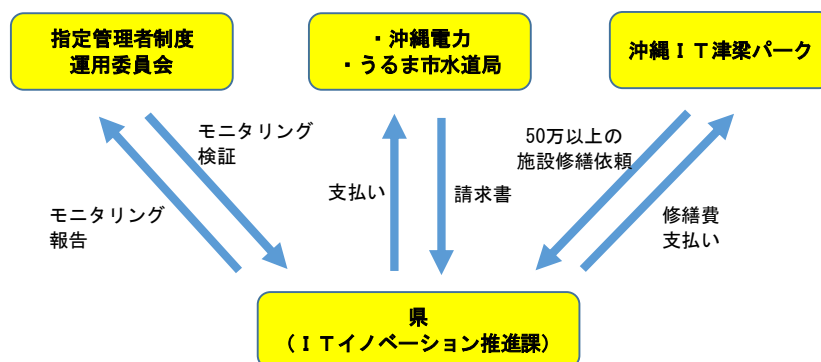 指定管理者制度
運用委員会
・沖縄電力
・うるま市水道局
沖縄ＩＴ津梁パーク
モニタリング
検証
50万以上の
施設修繕依頼
支払い
請求書
モニタリング
報告
修繕費
支払い
県
（ＩＴイノベーション推進課）